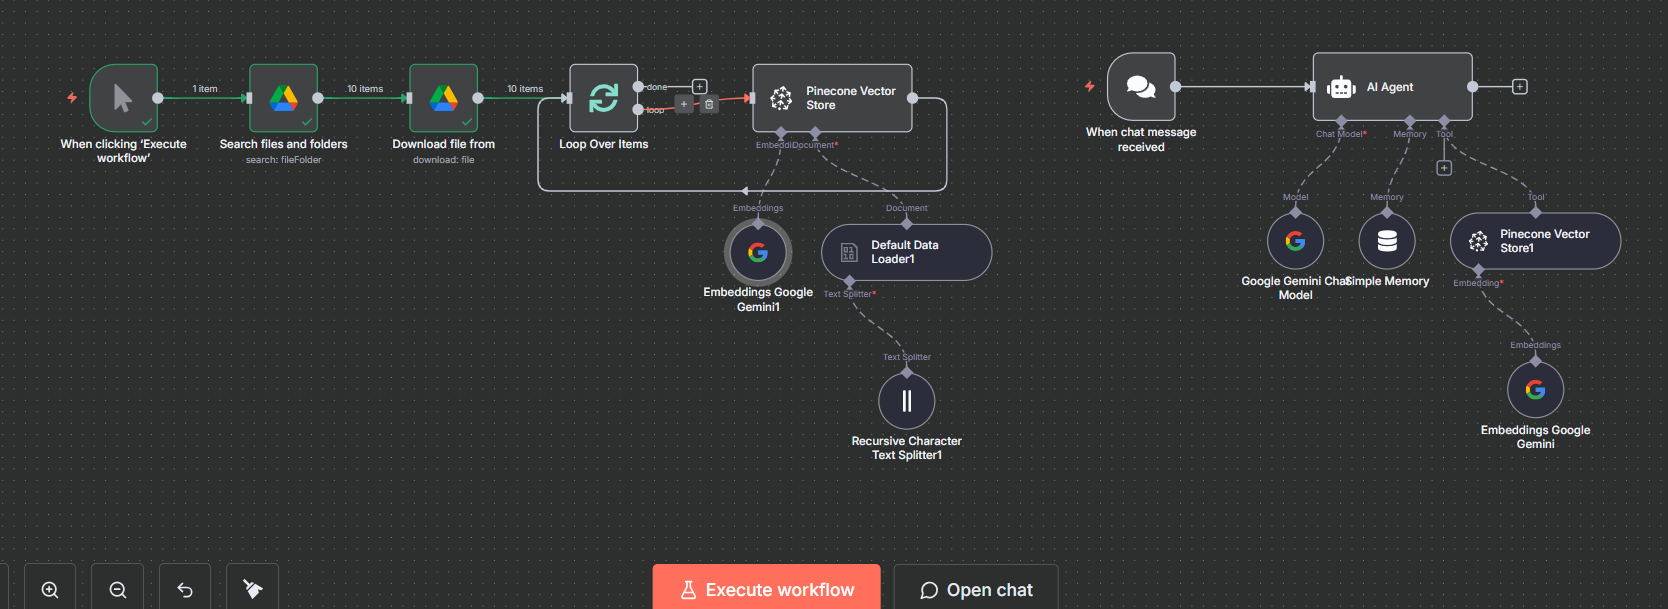 1 item
10 items
10 items
When clicking ‘Execute
workflow’
Search files and folders
search: fileFolder
Download file from
download: file
Loop Over Items
done
loop
Pinecone Vector
Store
Document*
Embeddings
Document
Embeddings Google
Gemini1
Default Data
Loader1
Text Splitter*
Text Splitter
Recursive Character
Text Splitter1
When chat message
received
AI Agent
Chat Model*
Memory
Tool
Model
Memory
Tool
Google Gemini Chat
Model
Simple Memory
Pinecone Vector
Store1
Embedding*
Embeddings
Embeddings Google
Gemini
Execute workflow
Open chat